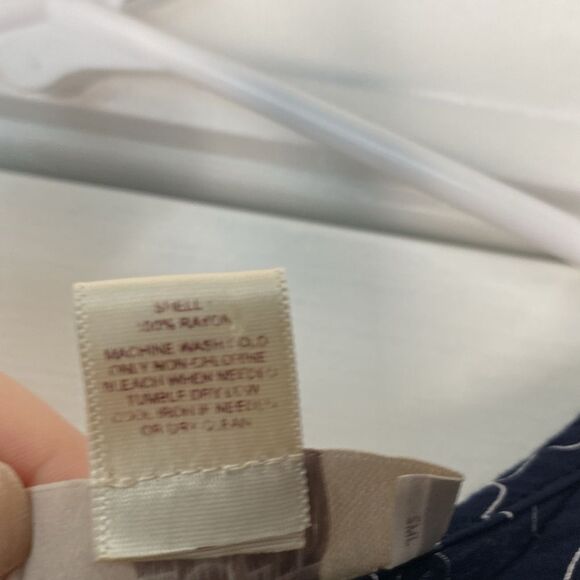 SHELL
100% RAYON
MACHINE WASH COLD
ONLY NON-CHLORINE
BLEACH WHEN NEEDED
TUMBLE DRY LOW
COOL IRON IF NEEDED
OR DRY CLEAN